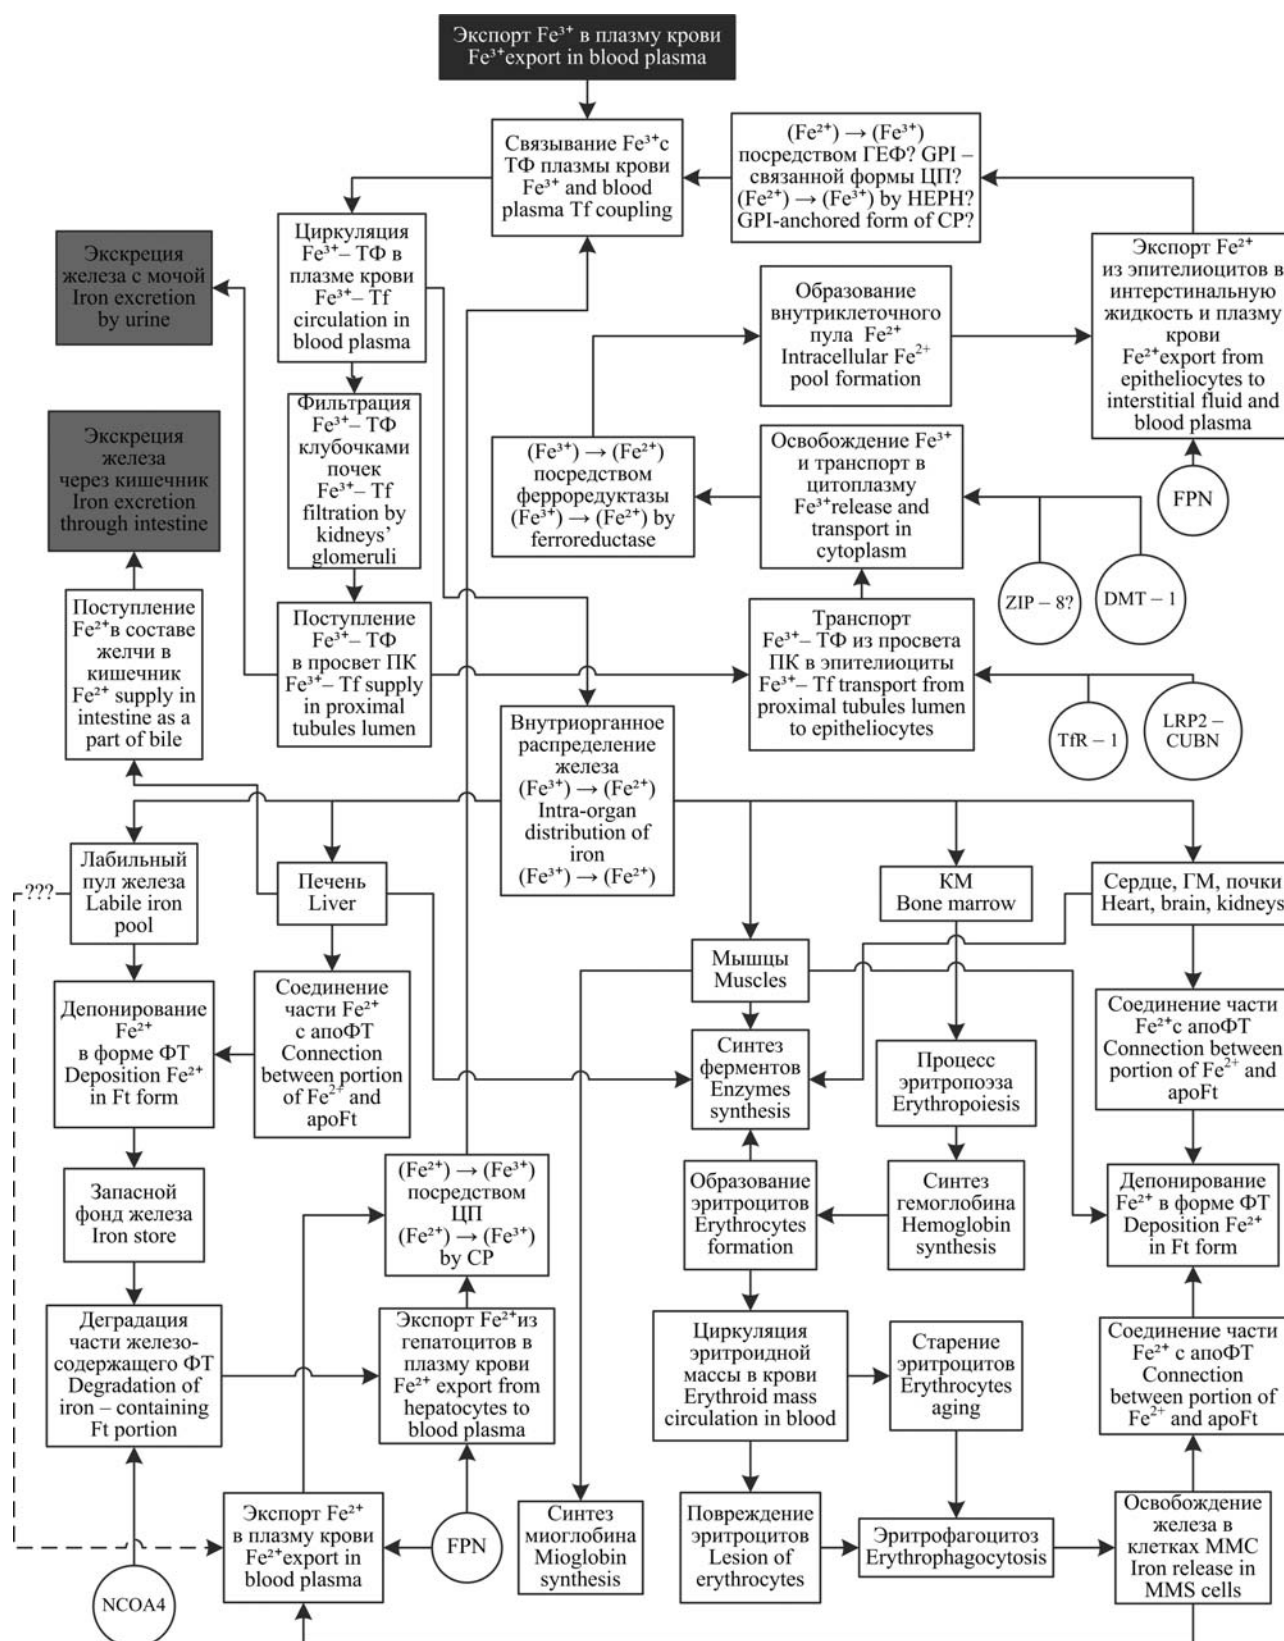 Экспорт Fe³⁺ в плазму крови
Fe³⁺export in blood plasma
Связывание Fe³⁺с
ТФ плазмы крови
Fe³⁺ and blood
plasma Tf coupling
(Fe²⁺) → (Fe³⁺)
посредством ГЕФ? GPI –
связанной формы ЦП?
(Fe²⁺) → (Fe³⁺) by HEPH?
GPI-anchored form of CP?
Экскреция
железа с мочой
Iron excretion
by urine
Циркуляция
Fe³⁺– ТФ в
плазме крови
Fe³⁺– Tf
circulation in
blood plasma
Образование
внутриклеточного
пула Fe²⁺
Intracellular Fe²⁺
pool formation
Экспорт Fe²⁺
из эпителиоцитов в
интерстинальную
жидкость и плазму
крови
Fe²⁺export from
epitheliocytes to
interstitial fluid and
blood plasma
Экскреция
железа
через кишечник
Iron excretion
through intestine
Фильтрация
Fe³⁺– ТФ
клубочками
почек
Fe³⁺– Tf
filtration by
kidneys’
glomeruli
(Fe³⁺) → (Fe²⁺)
посредством
ферроредуктазы
(Fe³⁺) → (Fe²⁺) by
ferroreductase
Освобождение Fe³⁺
и транспорт в
цитоплазму
Fe³⁺release and
transport in
cytoplasm
FPN
ZIP – 8?
DMT – 1
Поступление
Fe²⁺в составе
желчи в
кишечник
Fe²⁺ supply in
intestine as a
part of bile
Поступление
Fe³⁺– ТФ
в просвет ПК
Fe³⁺– Tf supply
in proximal
tubules lumen
Транспорт
Fe³⁺– ТФ из просвета
ПК в эпителиоциты
Fe³⁺– Tf transport from
proximal tubules lumen
to epitheliocytes
TfR – 1
LRP2 –
CUBN
Внутриорганное
распределение
железа
(Fe³⁺) → (Fe²⁺)
Intra-organ
distribution of
iron
(Fe³⁺) → (Fe²⁺)
???
Лабильный
пул железа
Labile iron
pool
Печень
Liver
КМ
Bone marrow
Сердце, ГМ, почки
Heart, brain, kidneys
Мышцы
Muscles
Депонирование
Fe²⁺
в форме ФТ
Deposition Fe²⁺
in Ft form
Соединение
части Fe²⁺
с апоФТ
Connection
between portion
of Fe²⁺ and
apoFt
Синтез
ферментов
Enzymes
synthesis
Процесс
эритропоэза
Erythropoiesis
Соединение части
Fe²⁺с апоФТ
Connection between
portion of Fe²⁺ and
apoFt
Запасной
фонд железа
Iron store
(Fe²⁺) → (Fe³⁺)
посредством
ЦП
(Fe²⁺) → (Fe³⁺)
by CP
Образование
эритроцитов
Erythrocytes
formation
Синтез
гемоглобина
Hemoglobin
synthesis
Депонирование
Fe²⁺ в форме ФТ
Deposition Fe²⁺
in Ft form
Деградация
части железо-
содержащего ФТ
Degradation of
iron – containing
Ft portion
Экспорт Fe²⁺из
гепатоцитов в
плазму крови
Fe²⁺ export from
hepatocytes to
blood plasma
Циркуляция
эритроидной
массы в крови
Erythroid mass
circulation in blood
Старение
эритроцитов
Erythrocytes
aging
Соединение части
Fe²⁺ с апоФТ
Connection
between portion of
Fe²⁺ and apoFt
NCOA4
Экспорт Fe²⁺
в плазму крови
Fe²⁺export in
blood plasma
FPN
Синтез
миоглобина
Mioglobin
synthesis
Повреждение
эритроцитов
Lesion of
erythrocytes
Эритрофагоцитоз
Erythrophagocytosis
Освобождение
железа в
клетках ММС
Iron release in
MMS cells